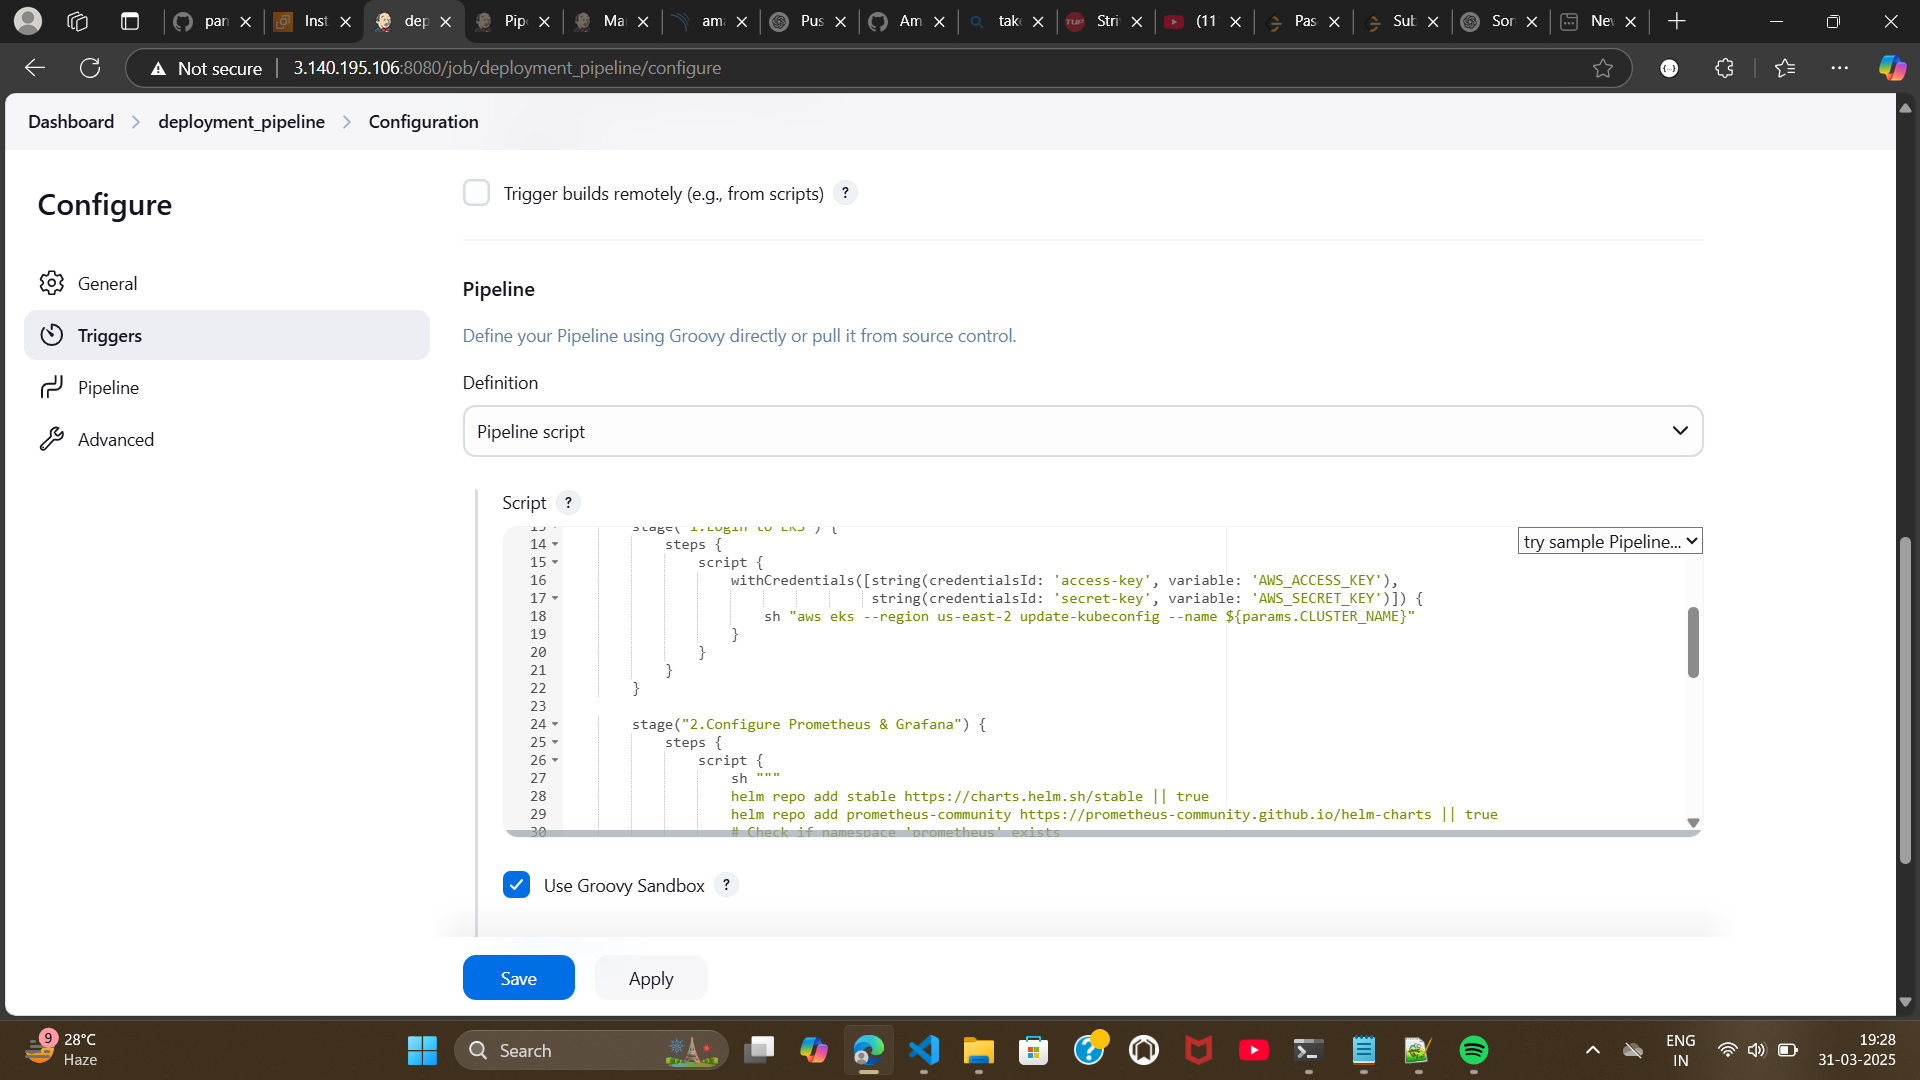 par
Inst
dep
Pip
Ma
am
Pus
Am
take
Stri
(11
Pas
Sub
Sor
Nev
Not secure
3.140.195.106:8080/job/deployment_pipeline/configure
Dashboard
deployment_pipeline
Configuration
Configure
General
Triggers
Pipeline
Advanced
Trigger builds remotely (e.g., from scripts) ?
Pipeline
Define your Pipeline using Groovy directly or pull it from source control.
Definition
Pipeline script
Script ?
try sample Pipeline...
13 stage("1.Login to EKS") {
14 steps {
15 script {
16 withCredentials([string(credentialsId: 'access-key', variable: 'AWS_ACCESS_KEY'),
17 string(credentialsId: 'secret-key', variable: 'AWS_SECRET_KEY')]) {
18 sh "aws eks --region us-east-2 update-kubeconfig --name ${params.CLUSTER_NAME}"
19 }
20 }
21 }
22 }
23
24 stage("2.Configure Prometheus & Grafana") {
25 steps {
26 script {
27 sh """
28 helm repo add stable https://charts.helm.sh/stable || true
29 helm repo add prometheus-community https://prometheus-community.github.io/helm-charts || true
30 # Check if namespace 'prometheus' exists
Use Groovy Sandbox ?
Save
Apply
9
28°C
Haze
Search
ENG
IN
19:28
31-03-2025